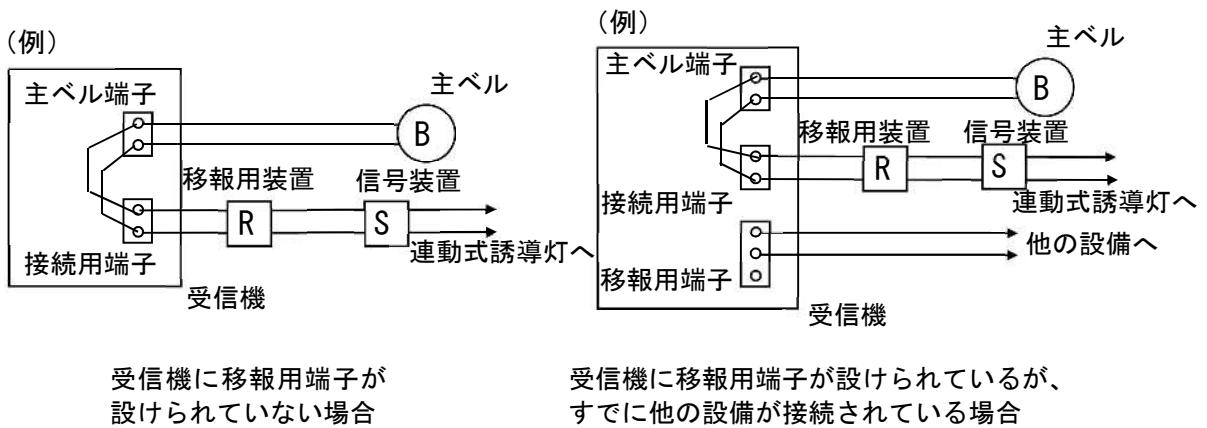 (例)
主ベル端子
主ベル
B
移報用装置
信号装置
R
S
接続用端子
連動式誘導灯へ
受信機
受信機に移報用端子が
設けられていない場合
(例)
主ベル端子
主ベル
B
移報用装置
信号装置
R
S
接続用端子
連動式誘導灯へ
他の設備へ
移報用端子
受信機
受信機に移報用端子が設けられているが、
すでに他の設備が接続されている場合